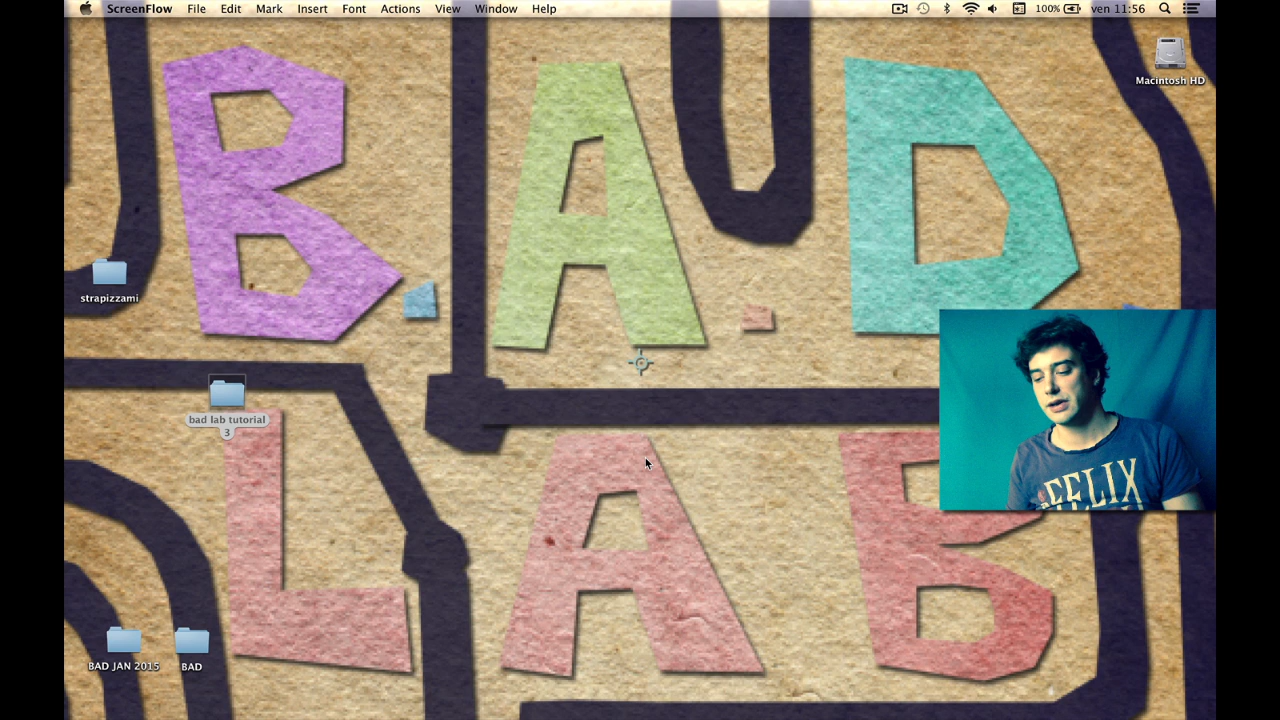 ScreenFlow File Edit Mark Insert Font Actions View Window Help 100% ven 11:56
Macintosh HD
BAD
strapizzami
bad lab tutorial
3
LAB
FELIX
BAD JAN 2015 BAD